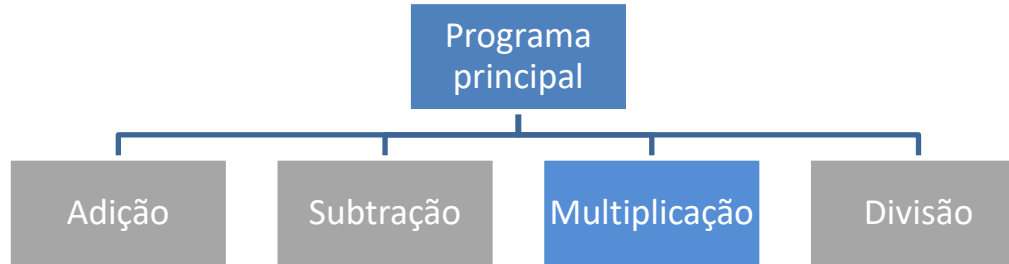 Programa
principal
Adição
Subtração
Multiplicação
Divisão